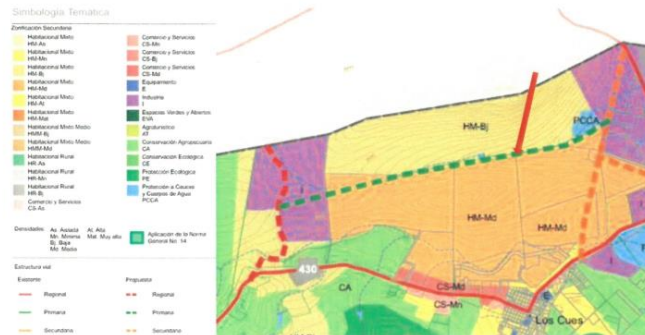 Simbología Temática
Zonificación Secundaria
Habitacional Mixto
HM-As
Habitacional Mixto
HM-Mn
Habitacional Mixto
HM-Bj
Habitacional Mixto
HM-Md
Habitacional Mixto
HM-At
Habitacional Mixto
HM-Mat
Habitacional Mixto Medio
HMM-Bj
Habitacional Mixto Medio
HMM-Md
Habitacional Rural
HR-As
Habitacional Rural
HR-Mn
Habitacional Rural
HR-Bj
Comercio y Servicios
CS-As
Comercio y Servicios
CS-Mn
Comercio y Servicios
CS-Bj
Comercio y Servicios
CS-Md
Equipamiento
E
Industria
I
Espacios Verdes y Abiertos
EVA
Agroturístico
AT
Conservación Agropecuaria
CA
Conservación Ecológica
CE
Protección Ecológica
PE
Protección a Cauces
y Cuerpos de Agua
PCCA
Densidades
As Aislada
Mn Mínima
Bj Baja
Md Media
At Alta
Mat Muy alta
Aplicación de la Norma
General No. 14
Estructura vial
Existente
Regional
Primaria
Secundaria
Propuesta
Regional
Primaria
Secundaria
HM-Bj
PCCA
I
HM-Md
HM-Md
I
I
430
CA
CS-Md
CS-Mn
E
Los Cues